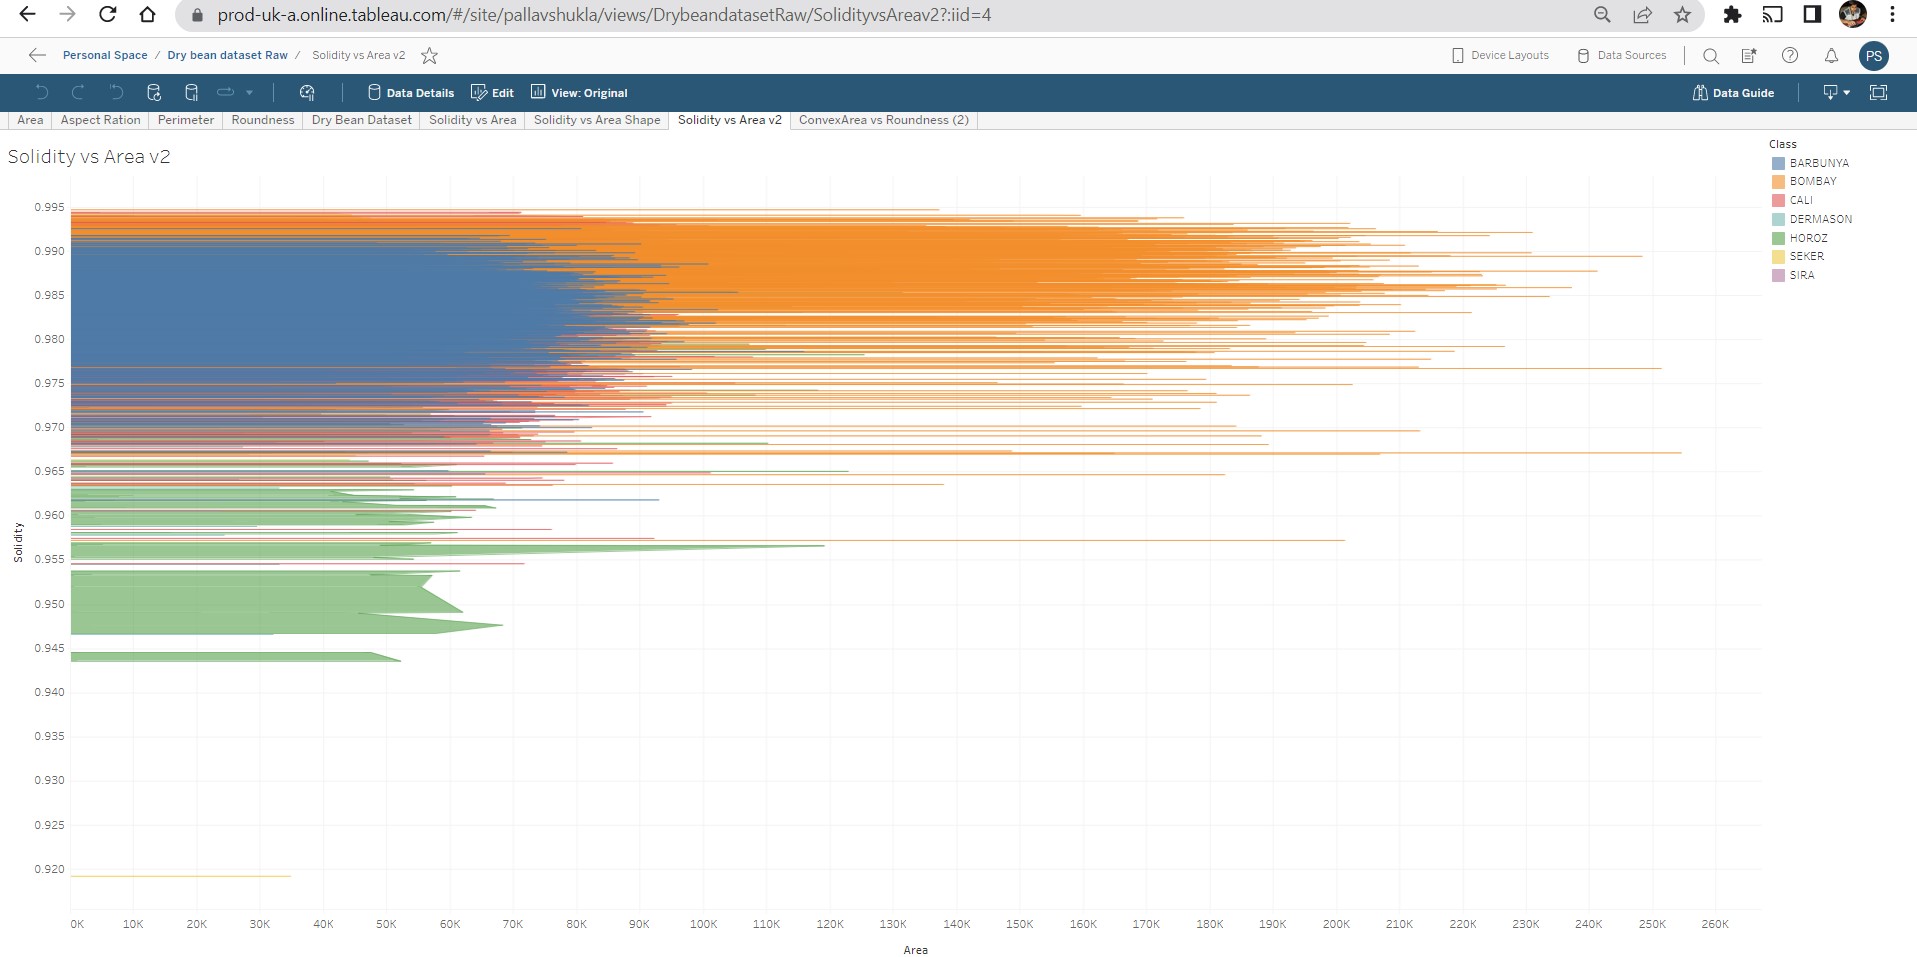 prod-uk-a.online.tableau.com/#/site/pallavshukla/views/DrybeandatasetRaw/SolidityvsAreav2?:iid=4
Personal Space / Dry bean dataset Raw / Solidity vs Area v2
Device Layouts Data Sources PS
Data Details Edit View: Original Data Guide
Area Aspect Ration Perimeter Roundness Dry Bean Dataset Solidity vs Area Solidity vs Area Shape Solidity vs Area v2 ConvexArea vs Roundness (2)
Solidity vs Area v2
Class
BARBUNYA
BOMBAY
CALI
DERMASON
HOROZ
SEKER
SIRA
0.995
0.990
0.985
0.980
0.975
0.970
0.965
0.960
0.955
0.950
0.945
0.940
0.935
0.930
0.925
0.920
Solidity
0K 10K 20K 30K 40K 50K 60K 70K 80K 90K 100K 110K 120K 130K 140K 150K 160K 170K 180K 190K 200K 210K 220K 230K 240K 250K 260K
Area